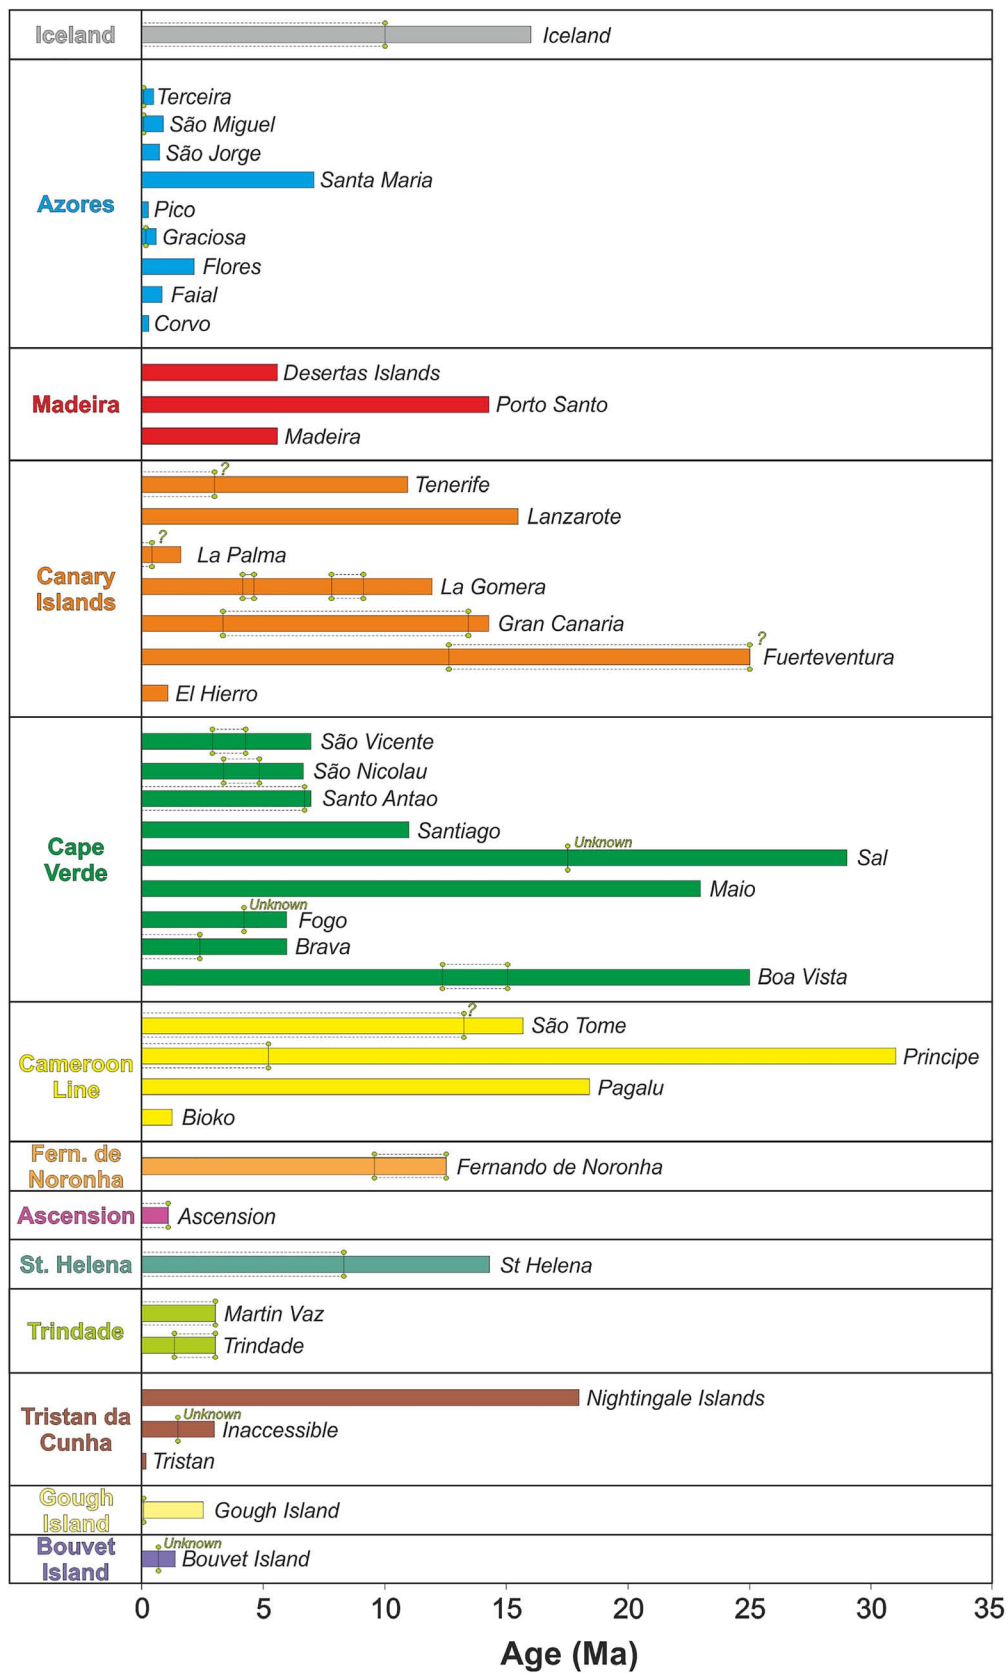 Iceland
Iceland
Azores
Terceira
São Miguel
São Jorge
Santa Maria
Pico
Graciosa
Flores
Faial
Corvo
Madeira
Desertas Islands
Porto Santo
Madeira
Canary
Islands
?
Tenerife
Lanzarote
?
La Palma
La Gomera
Gran Canaria
?
Fuerteventura
El Hierro
Cape
Verde
São Vicente
São Nicolau
Santo Antao
Santiago
Unknown
Sal
Maio
Unknown
Fogo
Brava
Boa Vista
Cameroon
Line
?
São Tome
Principe
Pagalu
Bioko
Fern. de
Noronha
Fernando de Noronha
Ascension
Ascension
St. Helena
St Helena
Trindade
Martin Vaz
Trindade
Tristan da
Cunha
Nightingale Islands
Unknown
Inaccessible
Tristan
Gough
Island
Gough Island
Bouvet
Island
Unknown
Bouvet Island
0 5 10 15 20 25 30 35
Age (Ma)